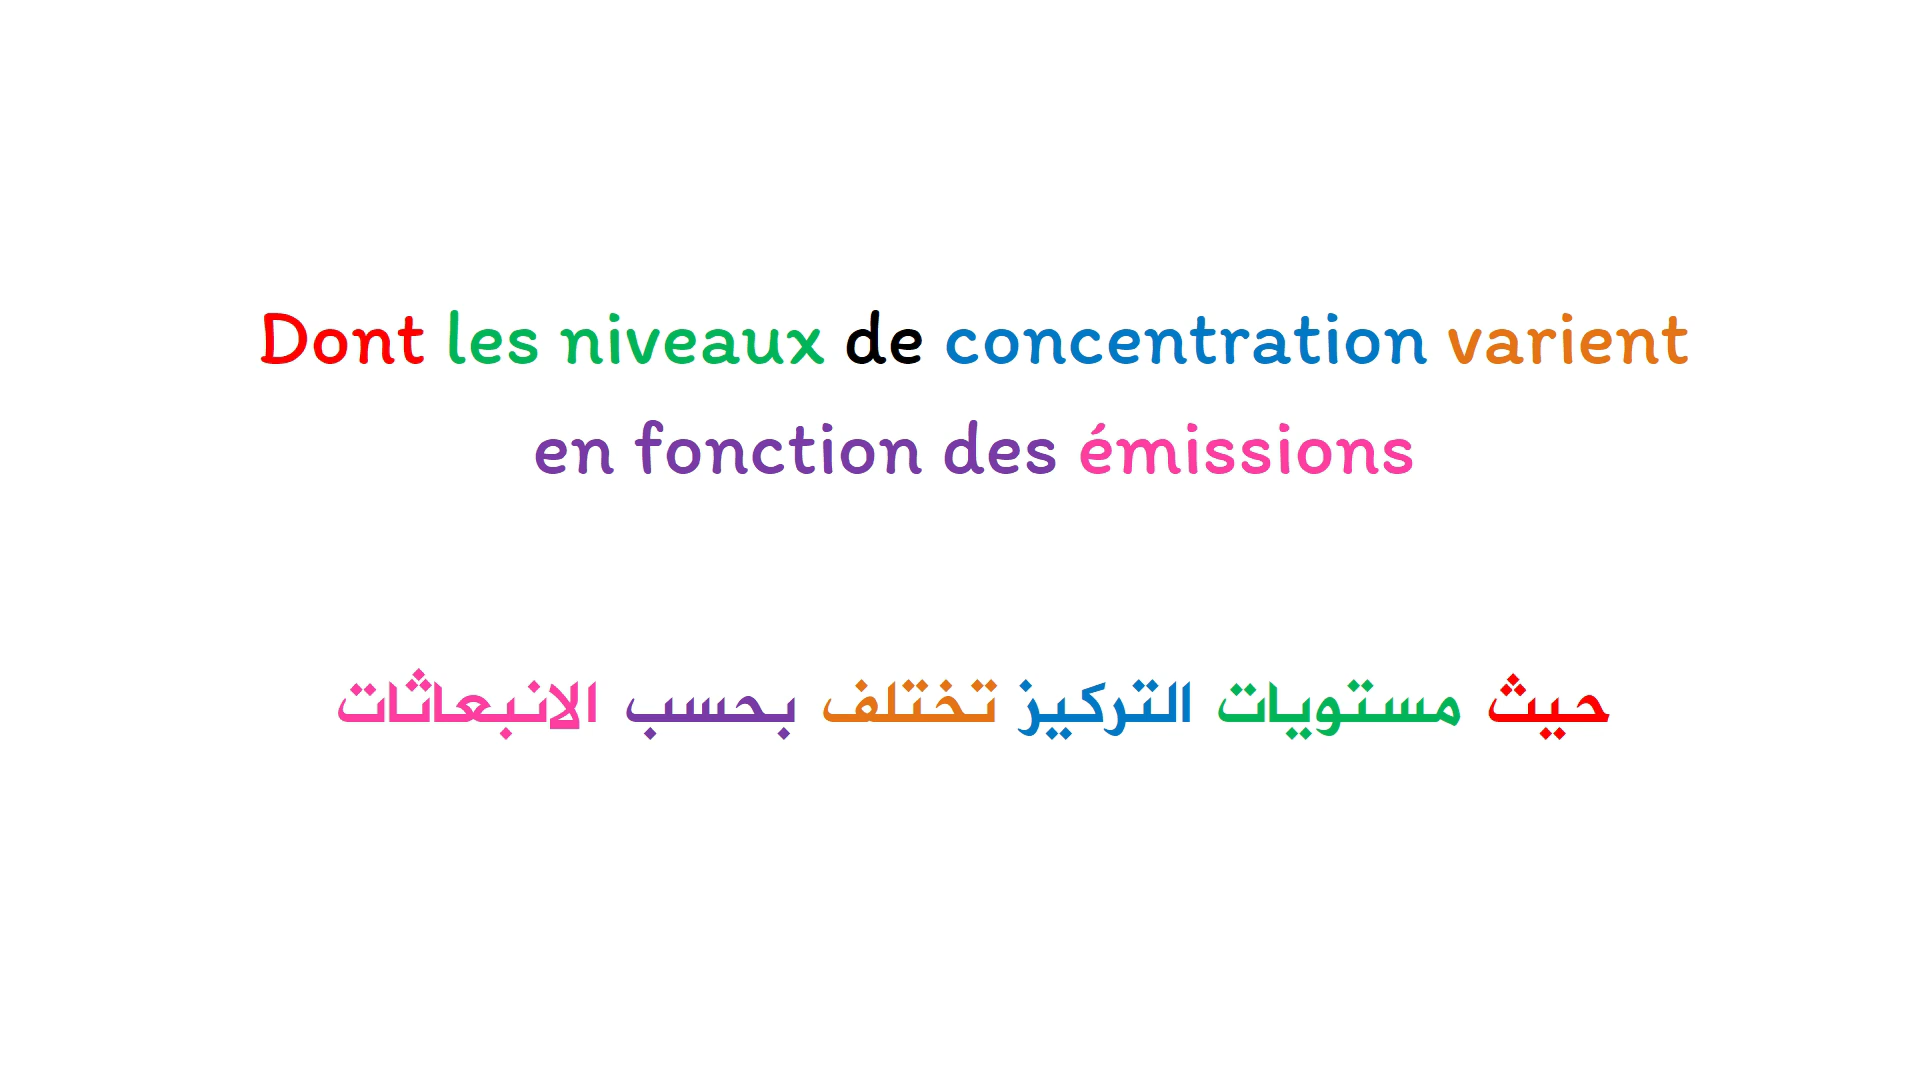 Dont les niveaux de concentration varient
en fonction des émissions
حيث مستويات التركيز تختلف بحسب الانبعاثات